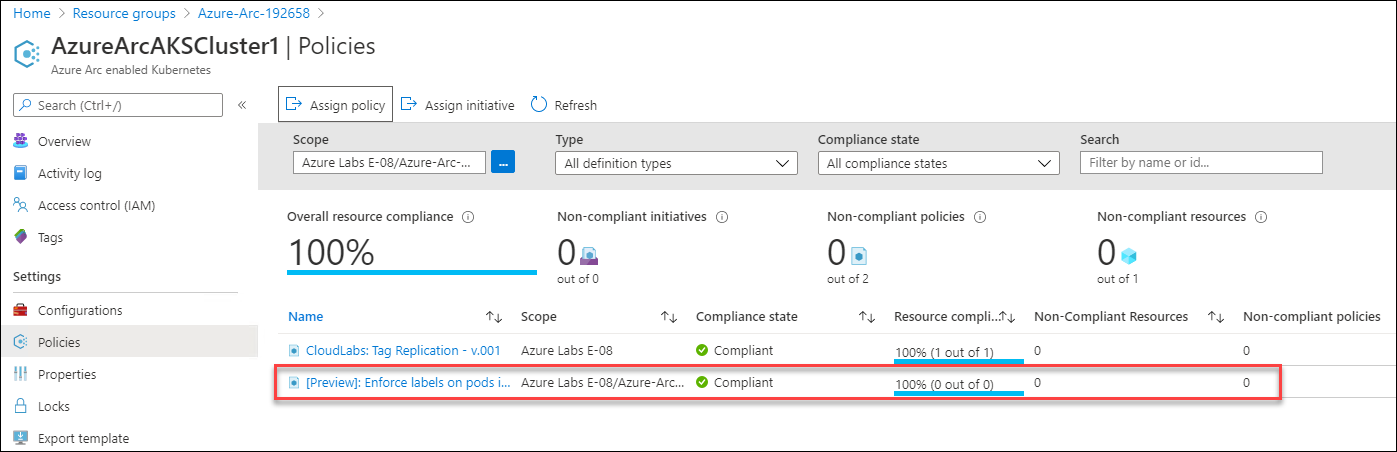 Home > Resource groups > Azure-Arc-192658 >
AzureArcAKSCluster1 | Policies
Azure Arc enabled Kubernetes
Search (Ctrl+/) «
Overview
Activity log
Access control (IAM)
Tags
Settings
Configurations
Policies
Properties
Locks
Export template
Assign policy Assign initiative Refresh
Scope Type Compliance state Search
Azure Labs E-08/Azure-Arc-... ... All definition types All compliance states Filter by name or id...
Overall resource compliance Non-compliant initiatives Non-compliant policies Non-compliant resources
100% 0 0 0
out of 0 out of 2 out of 1
Name Scope Compliance state Resource compli... Non-Compliant Resources Non-compliant policies
CloudLabs: Tag Replication - v.001 Azure Labs E-08 Compliant 100% (1 out of 1) 0 0
[Preview]: Enforce labels on pods i... Azure Labs E-08/Azure-Arc... Compliant 100% (0 out of 0) 0 0